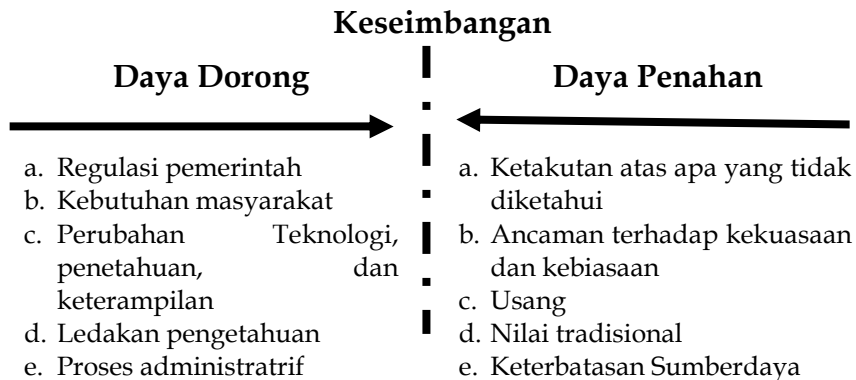 Keseimbangan
Daya Dorong
a. Regulasi pemerintah
b. Kebutuhan masyarakat
c. Perubahan Teknologi,
penetahuan, dan
keterampilan
d. Ledakan pengetahuan
e. Proses administratrif
Daya Penahan
a. Ketakutan atas apa yang tidak
diketahui
b. Ancaman terhadap kekuasaan
dan kebiasaan
c. Usang
d. Nilai tradisional
e. Keterbatasan Sumberdaya